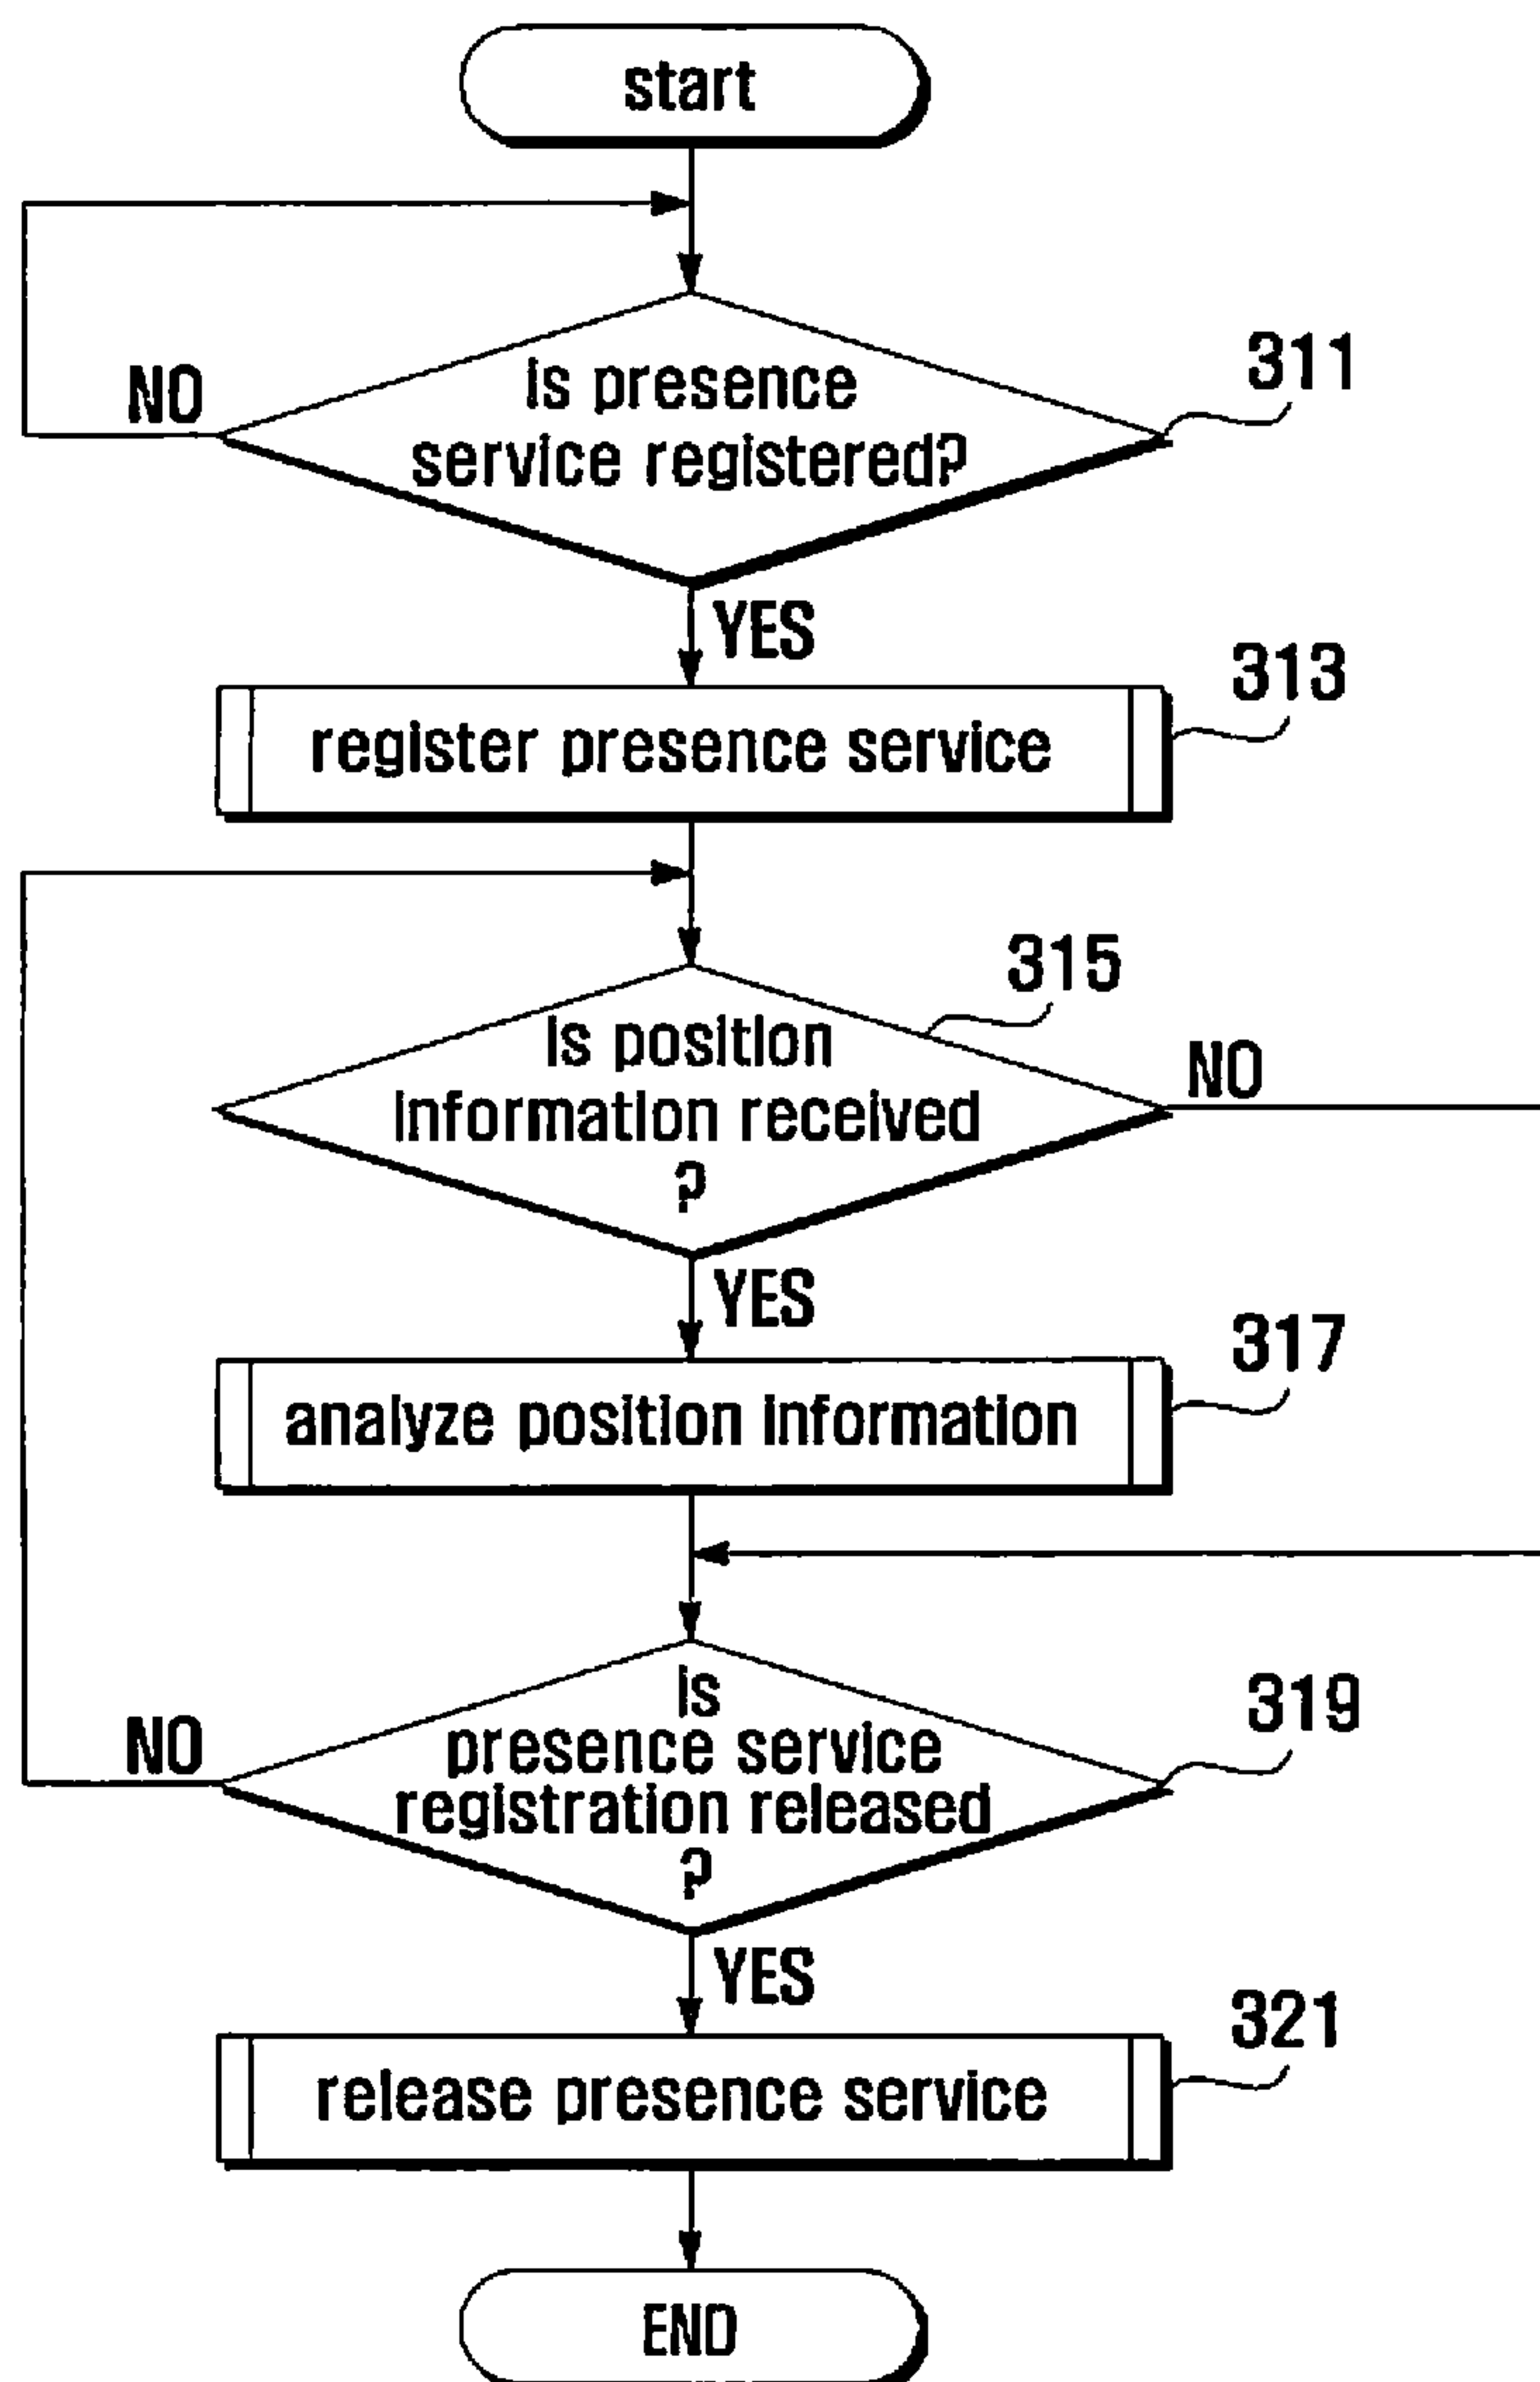 start
is presence
service registered?
NO
311
YES
register presence service
313
is position
information received
?
315
NO
YES
analyze position information
317
is
presence service
registration released
?
319
NO
YES
release presence service
321
END